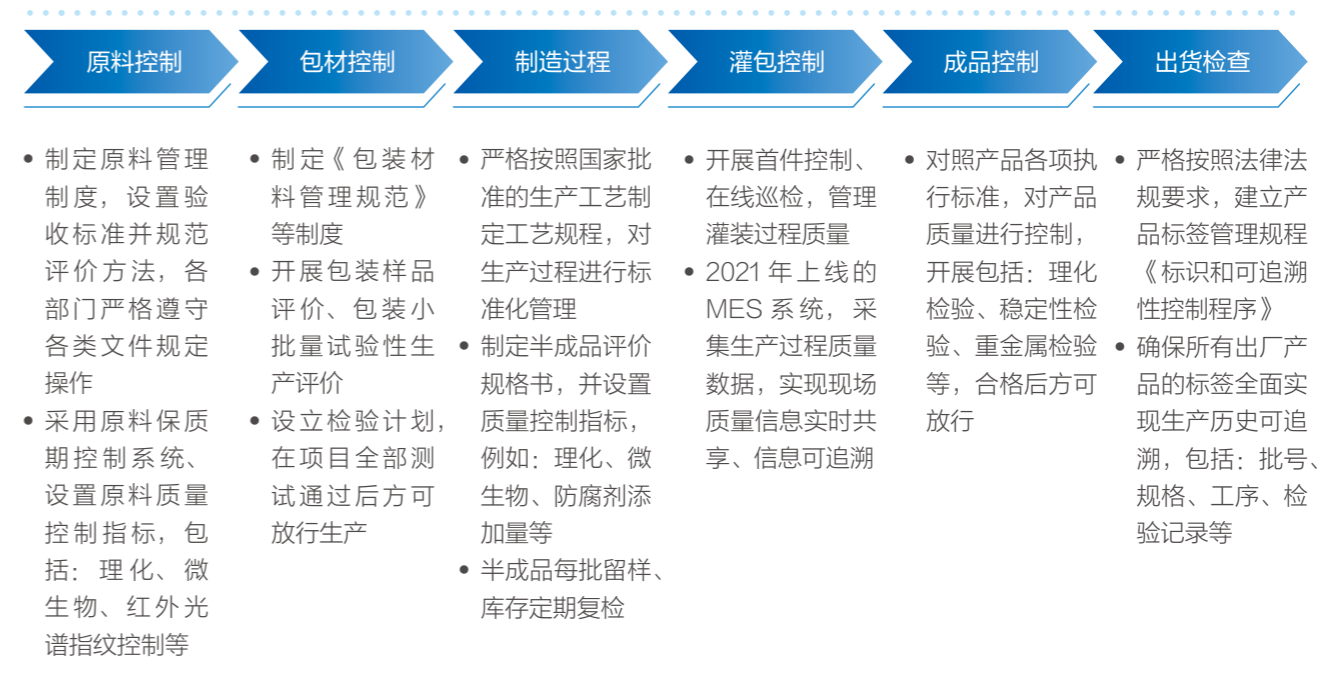 原料控制
包材控制
制造过程
灌包控制
成品控制
出货检查
• 制定原料管理
制度，设置验
收标准并规范
评价方法，各
部门严格遵守
各类文件规定
操作
• 采用原料保质
期控制系统、
设置原料质量
控制指标，包
括：理化、微
生物、红外光
谱指纹控制等
• 制定《包装材
料管理规范》
等制度
• 开展包装样品
评价、包装小
批量试验性生
产评价
• 设立检验计划，
在项目全部测
试通过后方可
放行生产
• 严格按照国家批
准的生产工艺制
定工艺规程，对
生产过程进行标
准化管理
• 制定半成品评价
规格书，并设置
质量控制指标，
例如：理化、微
生物、防腐剂添
加量等
• 半成品每批留样、
库存定期复检
• 开展首件控制、
在线巡检，管理
灌装过程质量
• 2021 年上线的
MES 系统，采
集生产过程质量
数据，实现现场
质量信息实时共
享、信息可追溯
• 对照产品各项执
行标准，对产品
质量进行控制，
开展包括：理化
检验、稳定性检
验、重金属检验
等，合格后方可
放行
• 严格按照法律法
规要求，建立产
品标签管理规程
《标识和可追溯
性控制程序》
• 确保所有出厂产
品的标签全面实
现生产历史可追
溯，包括：批号、
规格、工序、检
验记录等